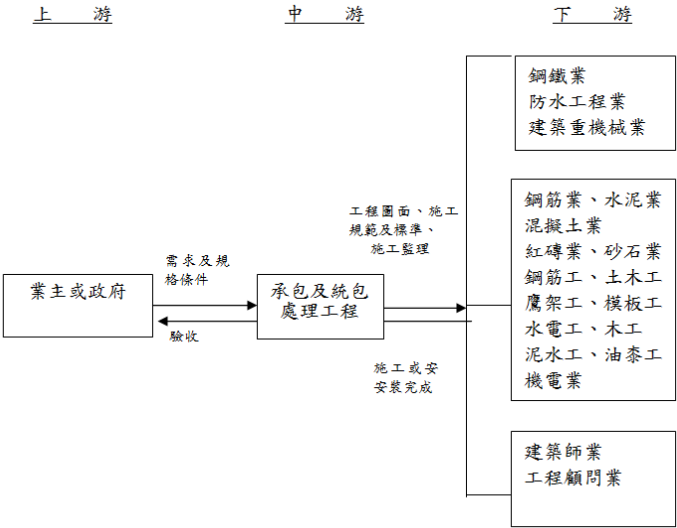 上　　游
中　　游
下　　游
鋼鐵業
防水工程業
建築重機械業
工程圖面、施工
規範及標準、
施工監理
鋼筋業、水泥業
混擬土業
紅磚業、砂石業
鋼筋工、土木工
鷹架工、模板工
水電工、木工
泥水工、油泰工
機電業
需求及規
格條件
業主或政府
承包及統包
處理工程
驗收
施工或安
安裝完成
建築師業
工程顧問業